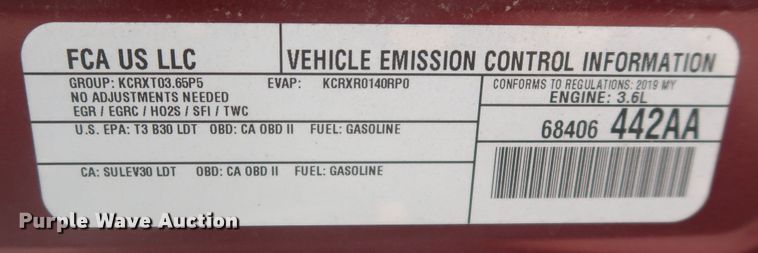 FCA US LLC
VEHICLE EMISSION CONTROL INFORMATION
GROUP: KCRXT03.65P5 EVAP: KCRXR0140RP0
NO ADJUSTMENTS NEEDED
EGR / EGRC / HO2S / SFI / TWC
CONFORMS TO REGULATIONS: 2019 MY
ENGINE: 3.6L
U.S. EPA: T3 B30 LDT OBD: CA OBD II FUEL: GASOLINE
68406 442AA
CA: SULEV30 LDT OBD: CA OBD II FUEL: GASOLINE
Purple Wave Auction